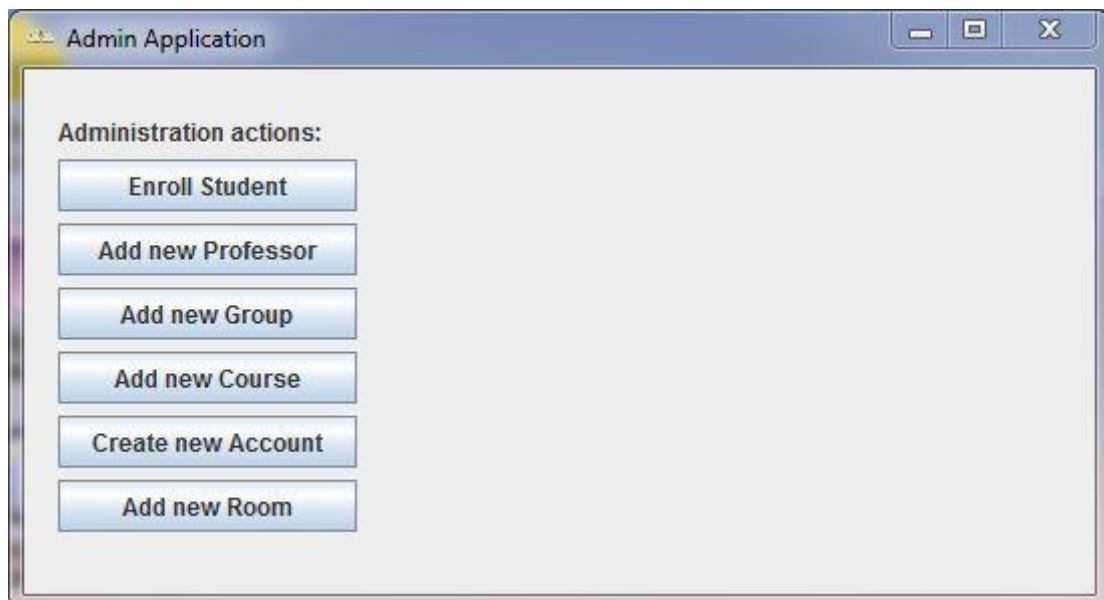 Admin Application
Administration actions:
Enroll Student
Add new Professor
Add new Group
Add new Course
Create new Account
Add new Room